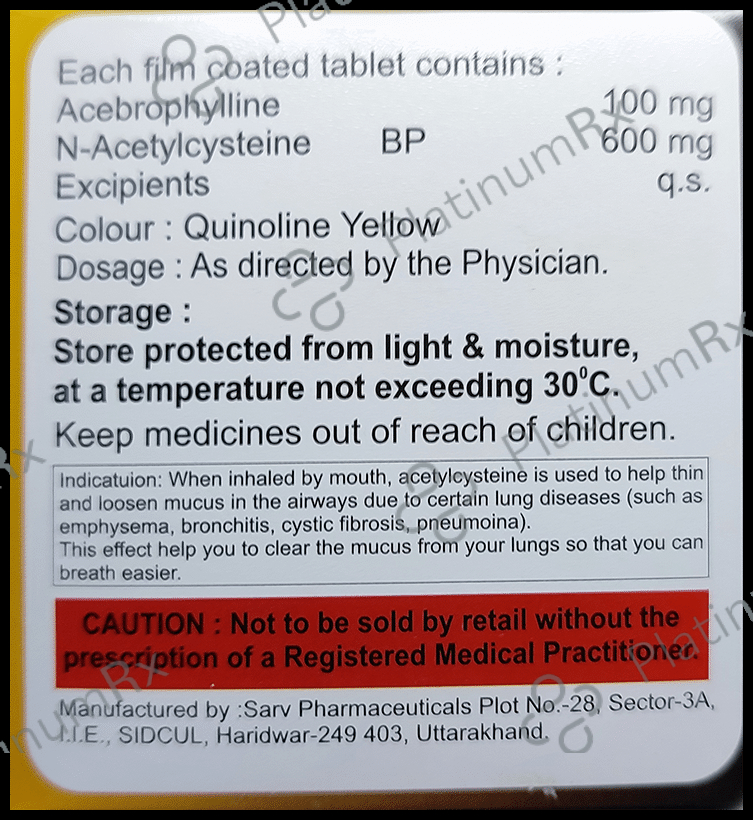 Each film coated tablet contains :
Acebrophylline 100 mg
N-Acetylcysteine BP 600 mg
Excipients q.s.
Colour : Quinoline Yellow
Dosage : As directed by the Physician.
Storage :
Store protected from light & moisture,
at a temperature not exceeding 30⁰C.
Keep medicines out of reach of children.
Indicatuion: When inhaled by mouth, acetylcysteine is used to help thin
and loosen mucus in the airways due to certain lung diseases (such as
emphysema, bronchitis, cystic fibrosis, pneumoina).
This effect help you to clear the mucus from your lungs so that you can
breath easier.
CAUTION : Not to be sold by retail without the
prescription of a Registered Medical Practitioner.
Manufactured by :Sarv Pharmaceuticals Plot No.-28, Sector-3A,
I.I.E., SIDCUL, Haridwar-249 403, Uttarakhand.
PlatinumRx
PlatinumRx
PlatinumRx